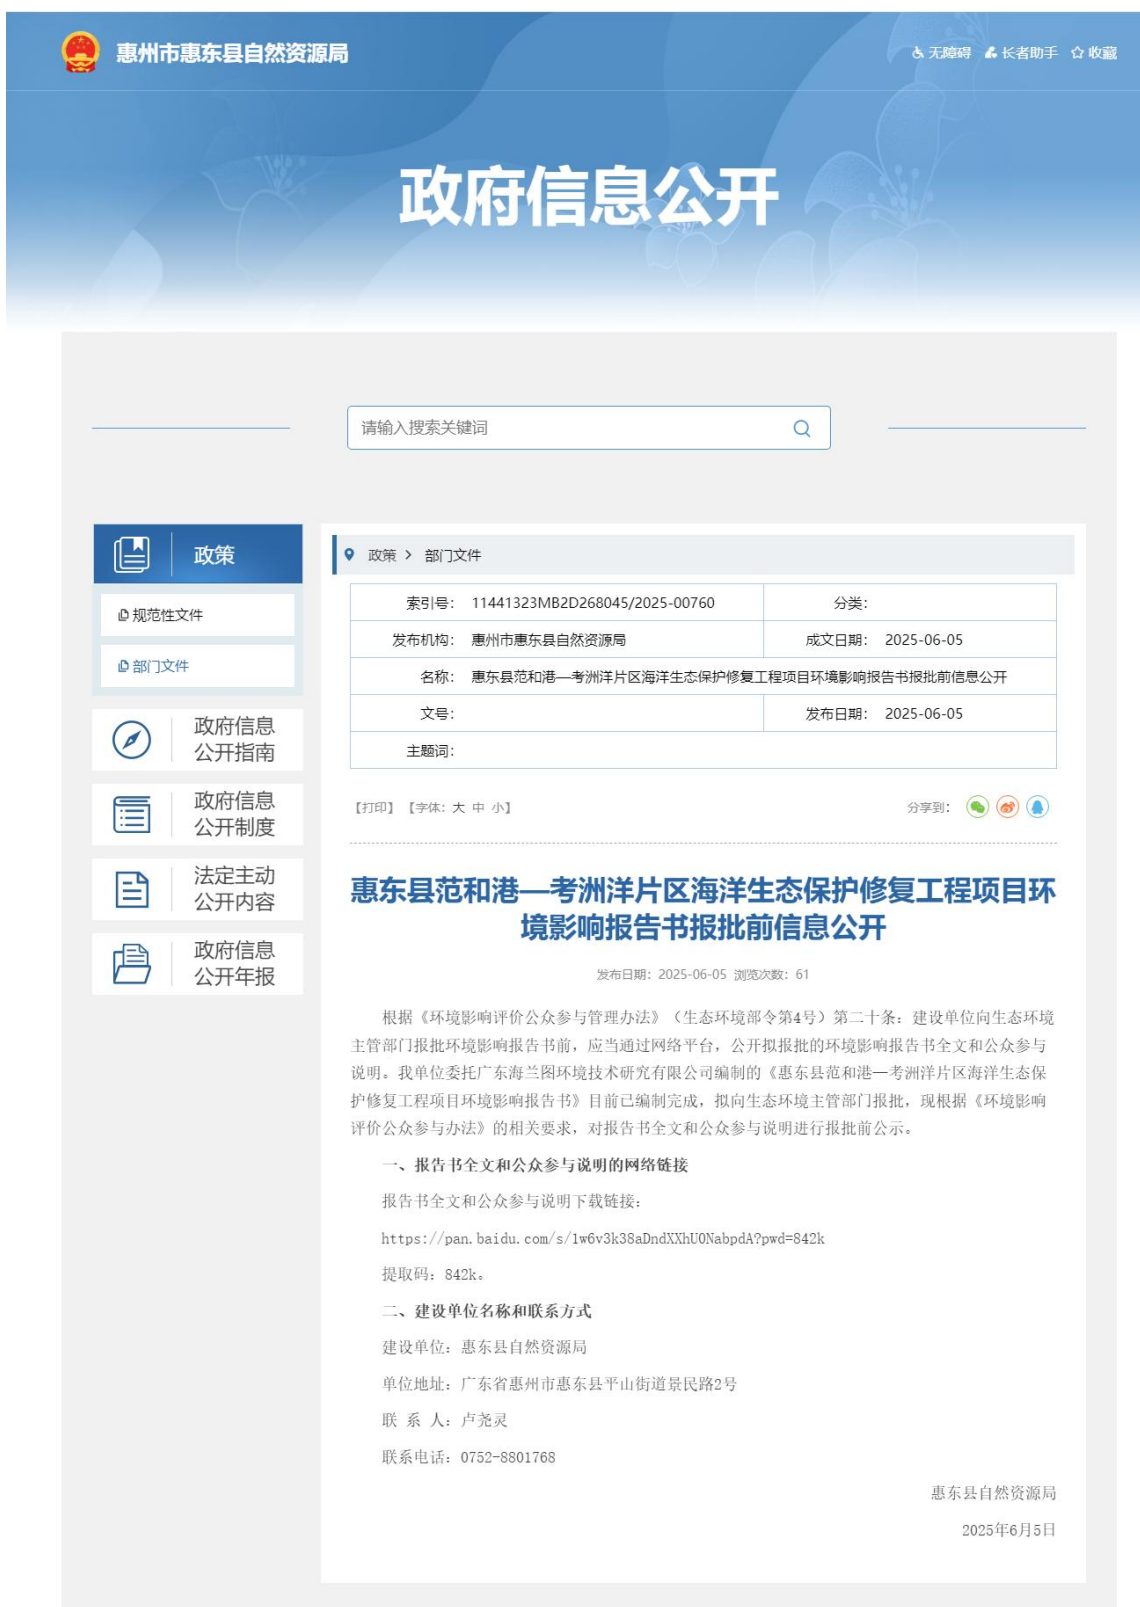 惠州市惠东县自然资源局
无障碍 长者助手 收藏
政府信息公开
请输入搜索关键词
政策
规范性文件
部门文件
政府信息
公开指南
政府信息
公开制度
法定主动
公开内容
政府信息
公开年报
政策 > 部门文件
索引号： 11441323MB2D268045/2025-00760 分类：
发布机构： 惠州市惠东县自然资源局 成文日期： 2025-06-05
名称： 惠东县范和港—考洲洋片区海洋生态保护修复工程项目环境影响报告书报批前信息公开
文号： 发布日期： 2025-06-05
主题词：
【打印】 【字体：大 中 小】 分享到：
惠东县范和港—考洲洋片区海洋生态保护修复工程项目环
境影响报告书报批前信息公开
发布日期：2025-06-05 浏览次数：61
根据《环境影响评价公众参与管理办法》（生态环境部令第4号）第二十条：建设单位向生态环境
主管部门报批环境影响报告书前，应当通过网络平台，公开拟报批的环境影响报告书全文和公众参与
说明。我单位委托广东海兰图环境技术研究有限公司编制的《惠东县范和港—考洲洋片区海洋生态保
护修复工程项目环境影响报告书》目前已编制完成，拟向生态环境主管部门报批，现根据《环境影响
评价公众参与办法》的相关要求，对报告书全文和公众参与说明进行报批前公示。
一、报告书全文和公众参与说明的网络链接
报告书全文和公众参与说明下载链接：
https://pan.baidu.com/s/1w6v3k38aDndXXhU0NabpdA?pwd=842k
提取码：842k。
二、建设单位名称和联系方式
建设单位：惠东县自然资源局
单位地址：广东省惠州市惠东县平山街道景民路2号
联 系 人：卢尧灵
联系电话：0752-8801768
惠东县自然资源局
2025年6月5日